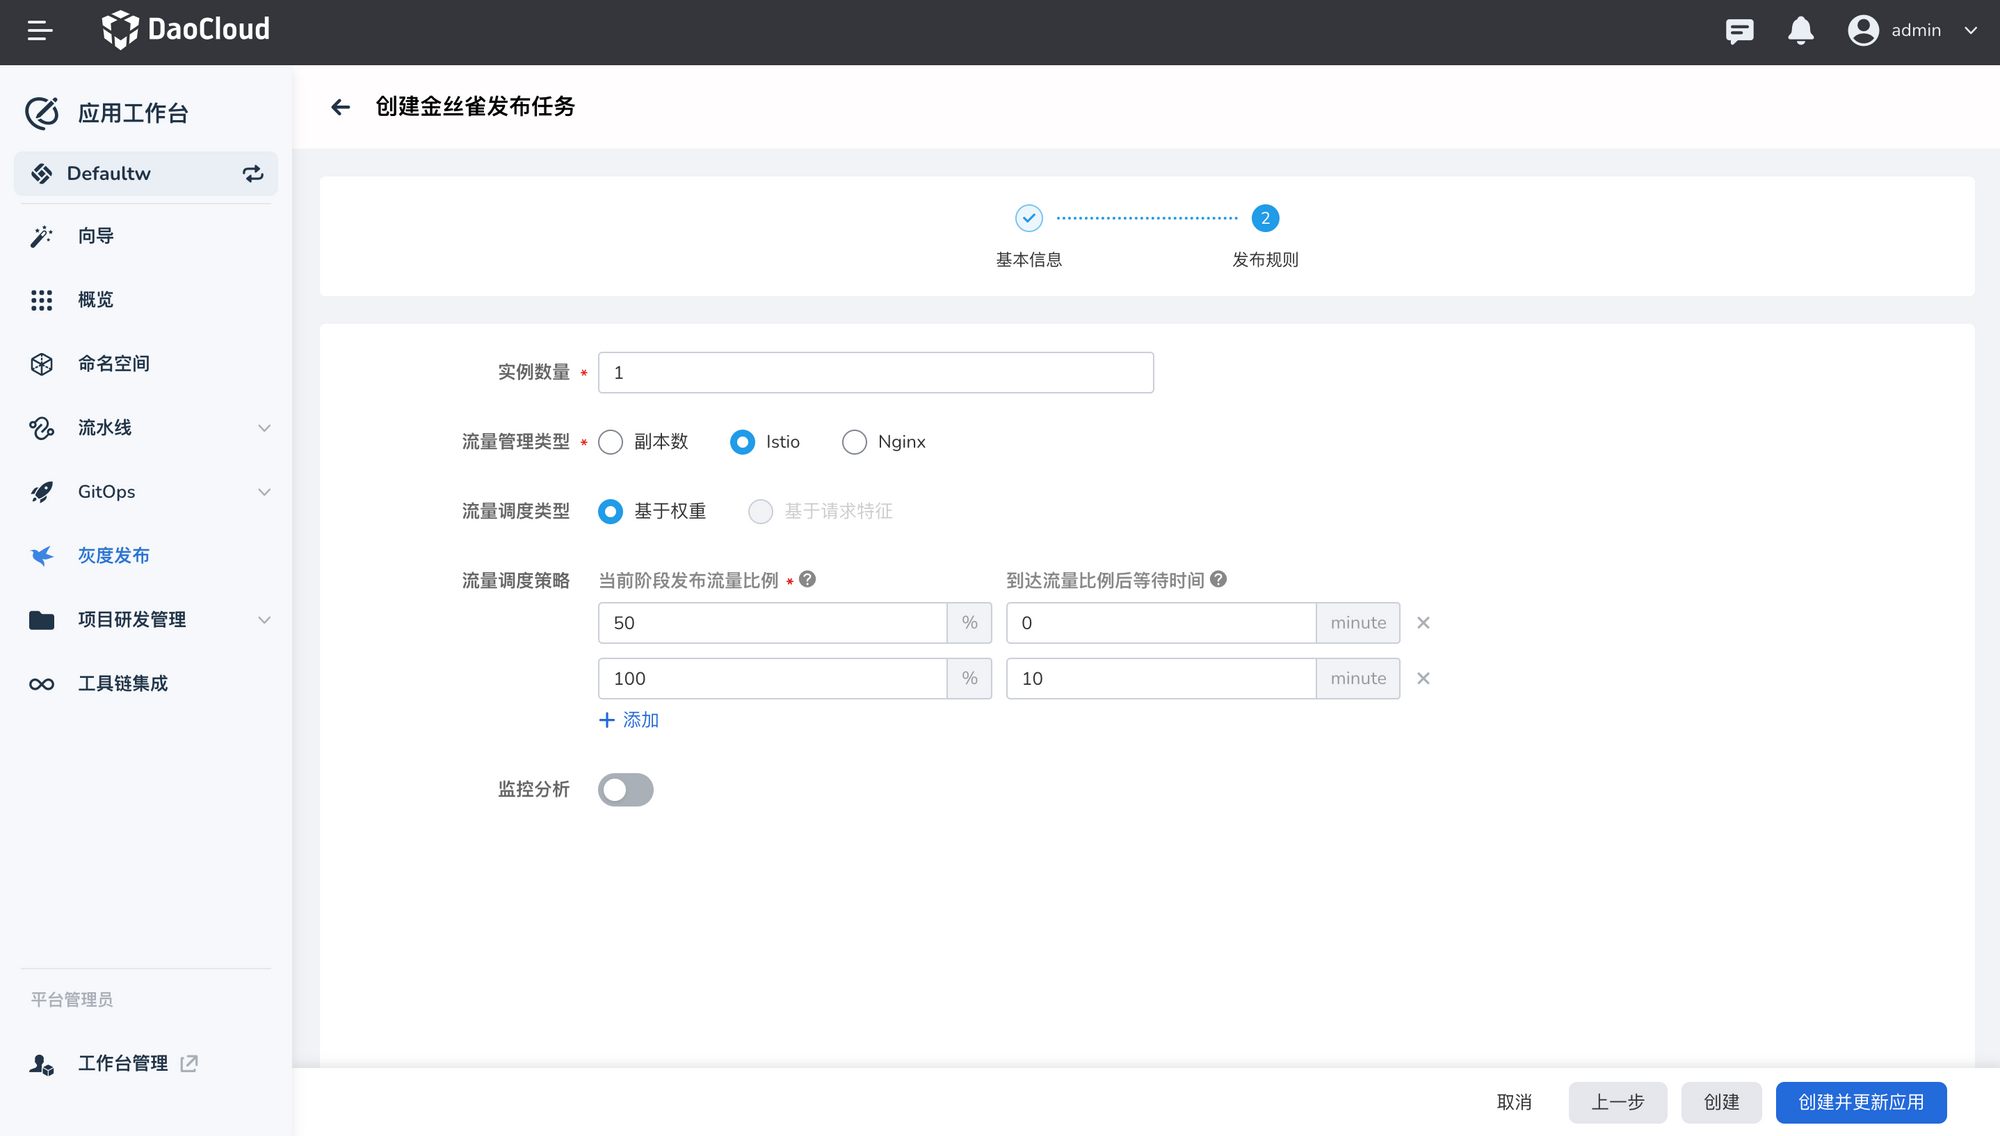 DaoCloud
admin
应用工作台
Defaultw
向导
概览
命名空间
流水线
GitOps
灰度发布
项目研发管理
工具链集成
平台管理员
工作台管理
创建金丝雀发布任务
2
基本信息
发布规则
实例数量 * 1
流量管理类型 * 副本数 Istio Nginx
流量调度类型 基于权重 基于请求特征
流量调度策略 当前阶段发布流量比例 * ? 到达流量比例后等待时间 ?
50 % 0 minute
100 % 10 minute
+ 添加
监控分析
取消 上一步 创建 创建并更新应用